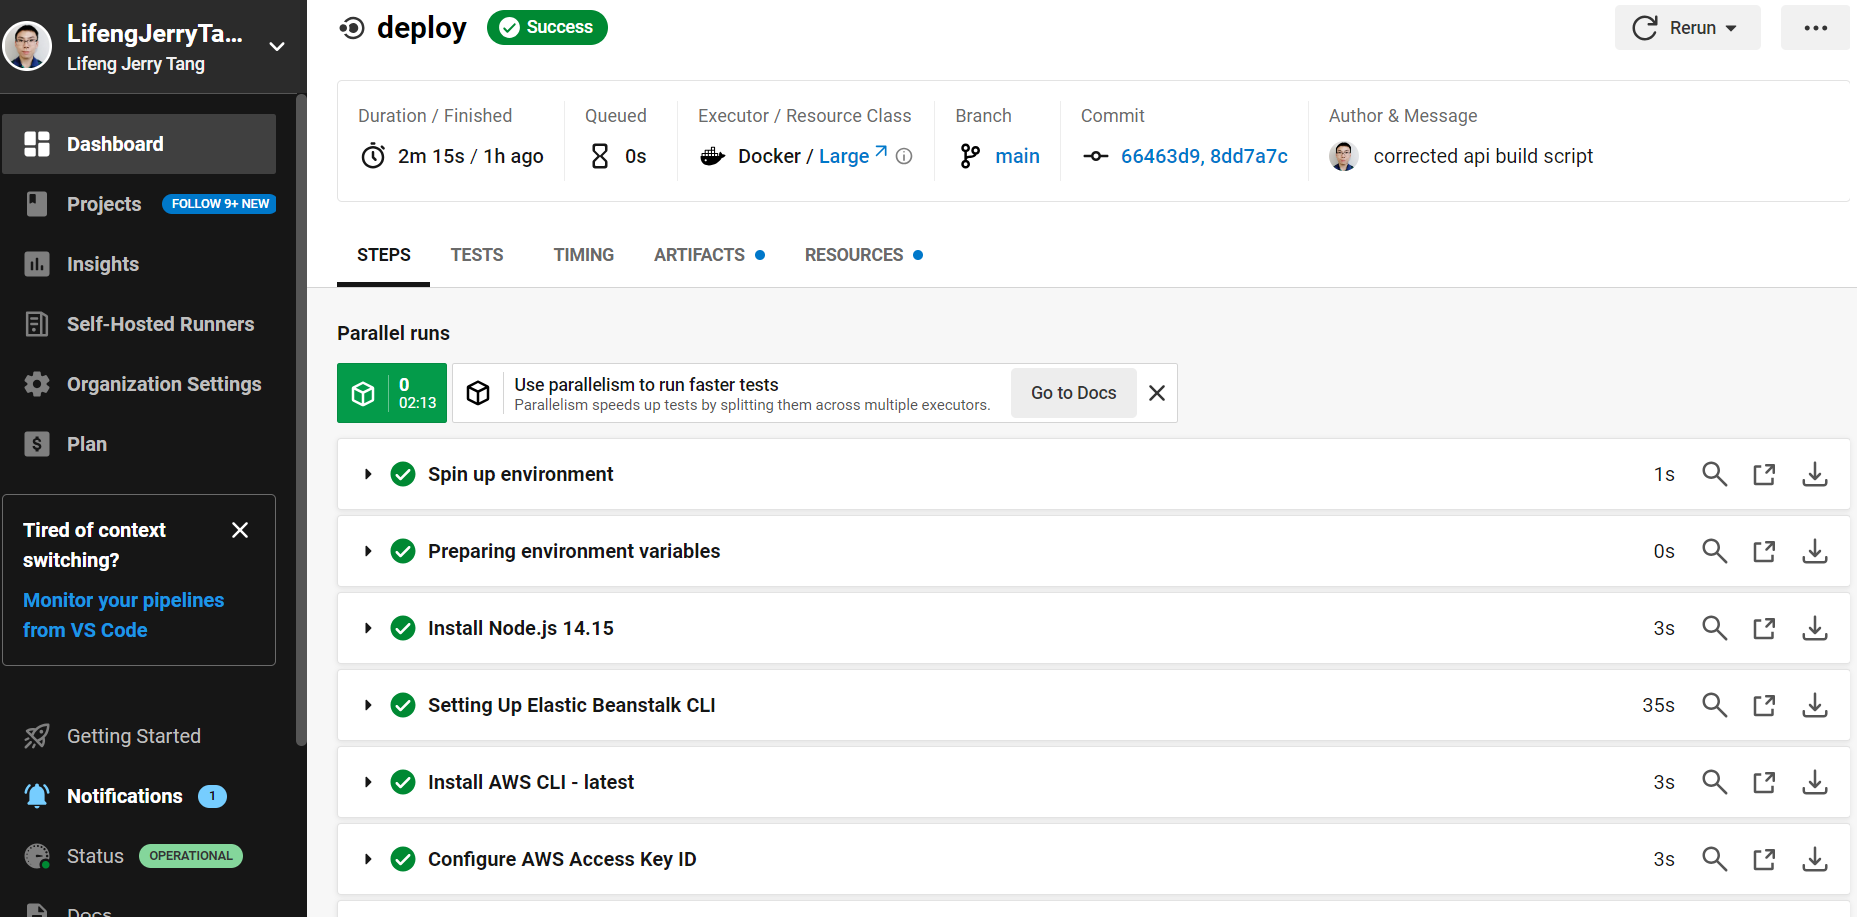 LifengJerryTa...
Lifeng Jerry Tang
Dashboard
Projects
FOLLOW 9+ NEW
Insights
Self-Hosted Runners
Organization Settings
Plan
Tired of context
switching?
Monitor your pipelines
from VS Code
Getting Started
Notifications
1
Status
OPERATIONAL
Docs
deploy
Success
Rerun
Duration / Finished
2m 15s / 1h ago
Queued
0s
Executor / Resource Class
Docker / Large
Branch
main
Commit
66463d9, 8dd7a7c
Author & Message
corrected api build script
STEPS
TESTS
TIMING
ARTIFACTS
RESOURCES
Parallel runs
0
02:13
Use parallelism to run faster tests
Parallelism speeds up tests by splitting them across multiple executors.
Go to Docs
Spin up environment
1s
Preparing environment variables
0s
Install Node.js 14.15
3s
Setting Up Elastic Beanstalk CLI
35s
Install AWS CLI - latest
3s
Configure AWS Access Key ID
3s